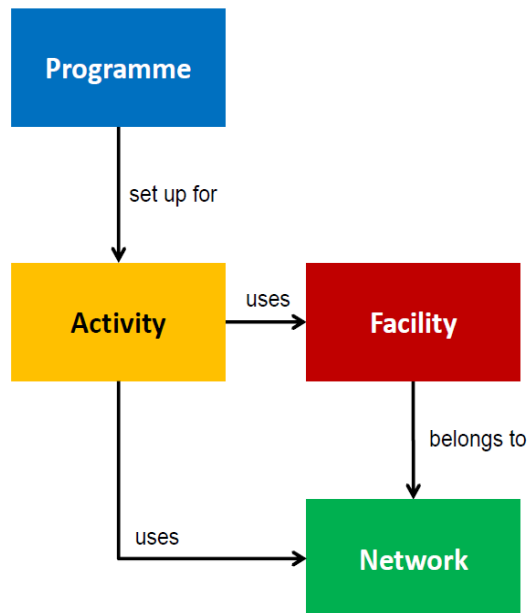 Programme
set up for
Activity
uses
Facility
belongs to
uses
Network